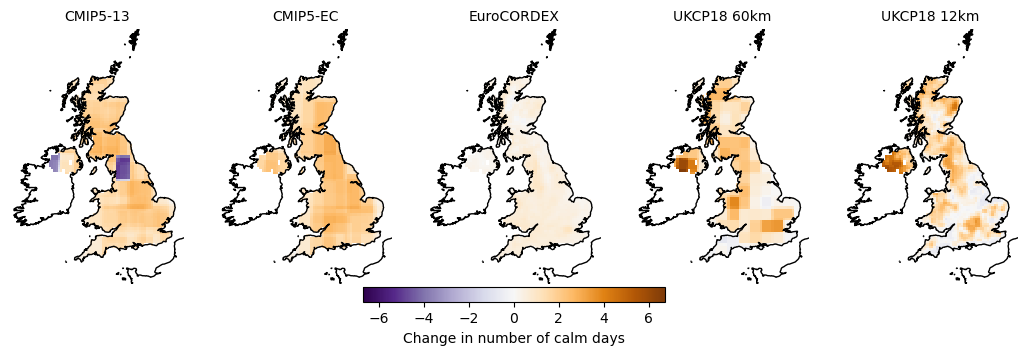 CMIP5-13 CMIP5-EC EuroCORDEX UKCP18 60km UKCP18 12km
−6 −4 −2 0 2 4 6
Change in number of calm days